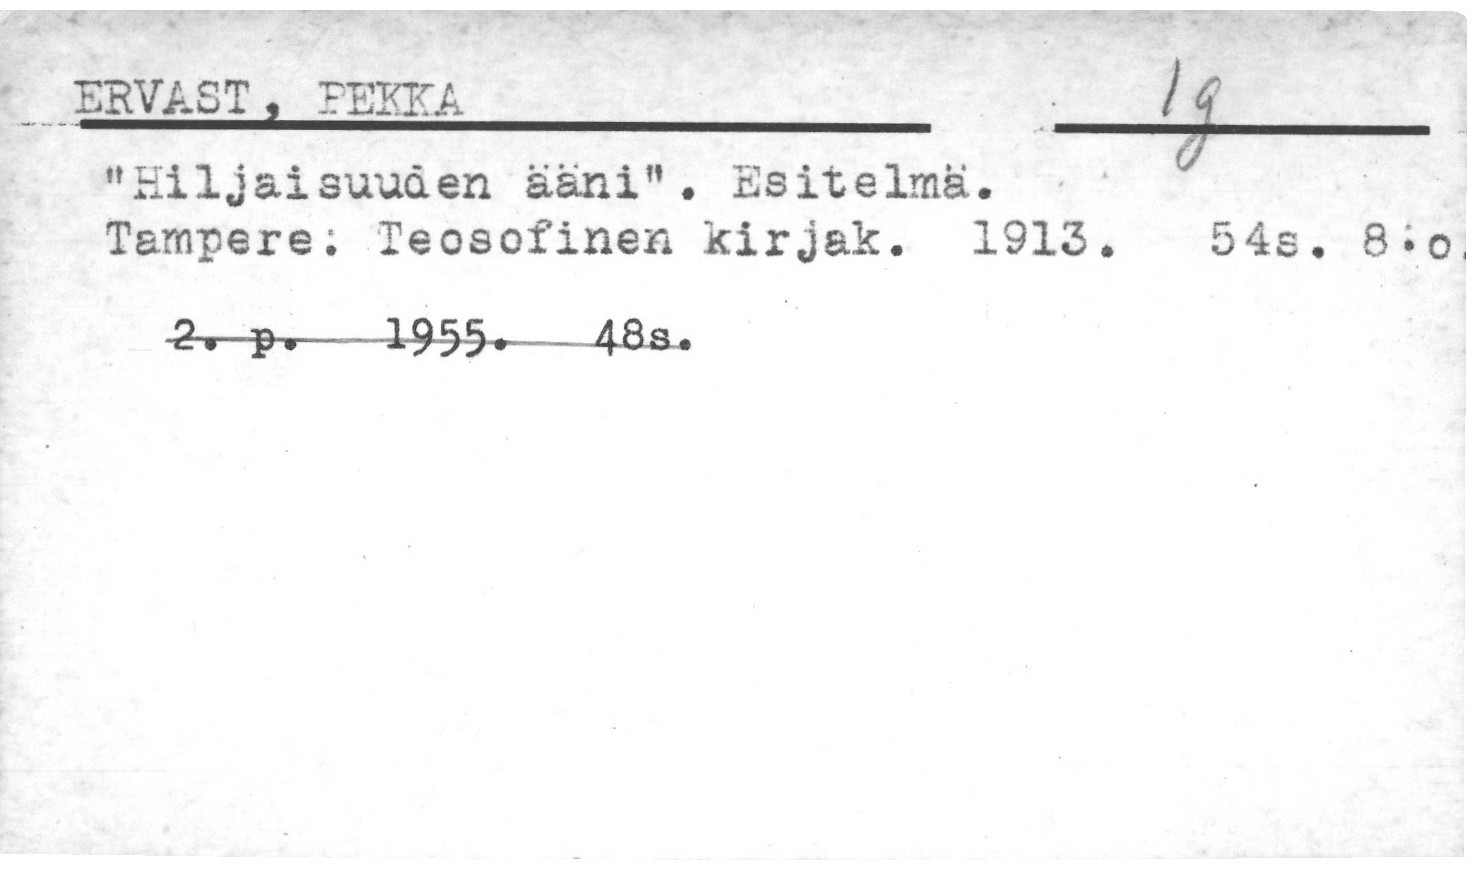 ERVAST, PEKKA 1g
"Hiljaisuuden ääni". Esitelmä.
Tampere: Teosofinen kirjak. 1913. 54s. 8:o.
2. p. 1955. 48s.